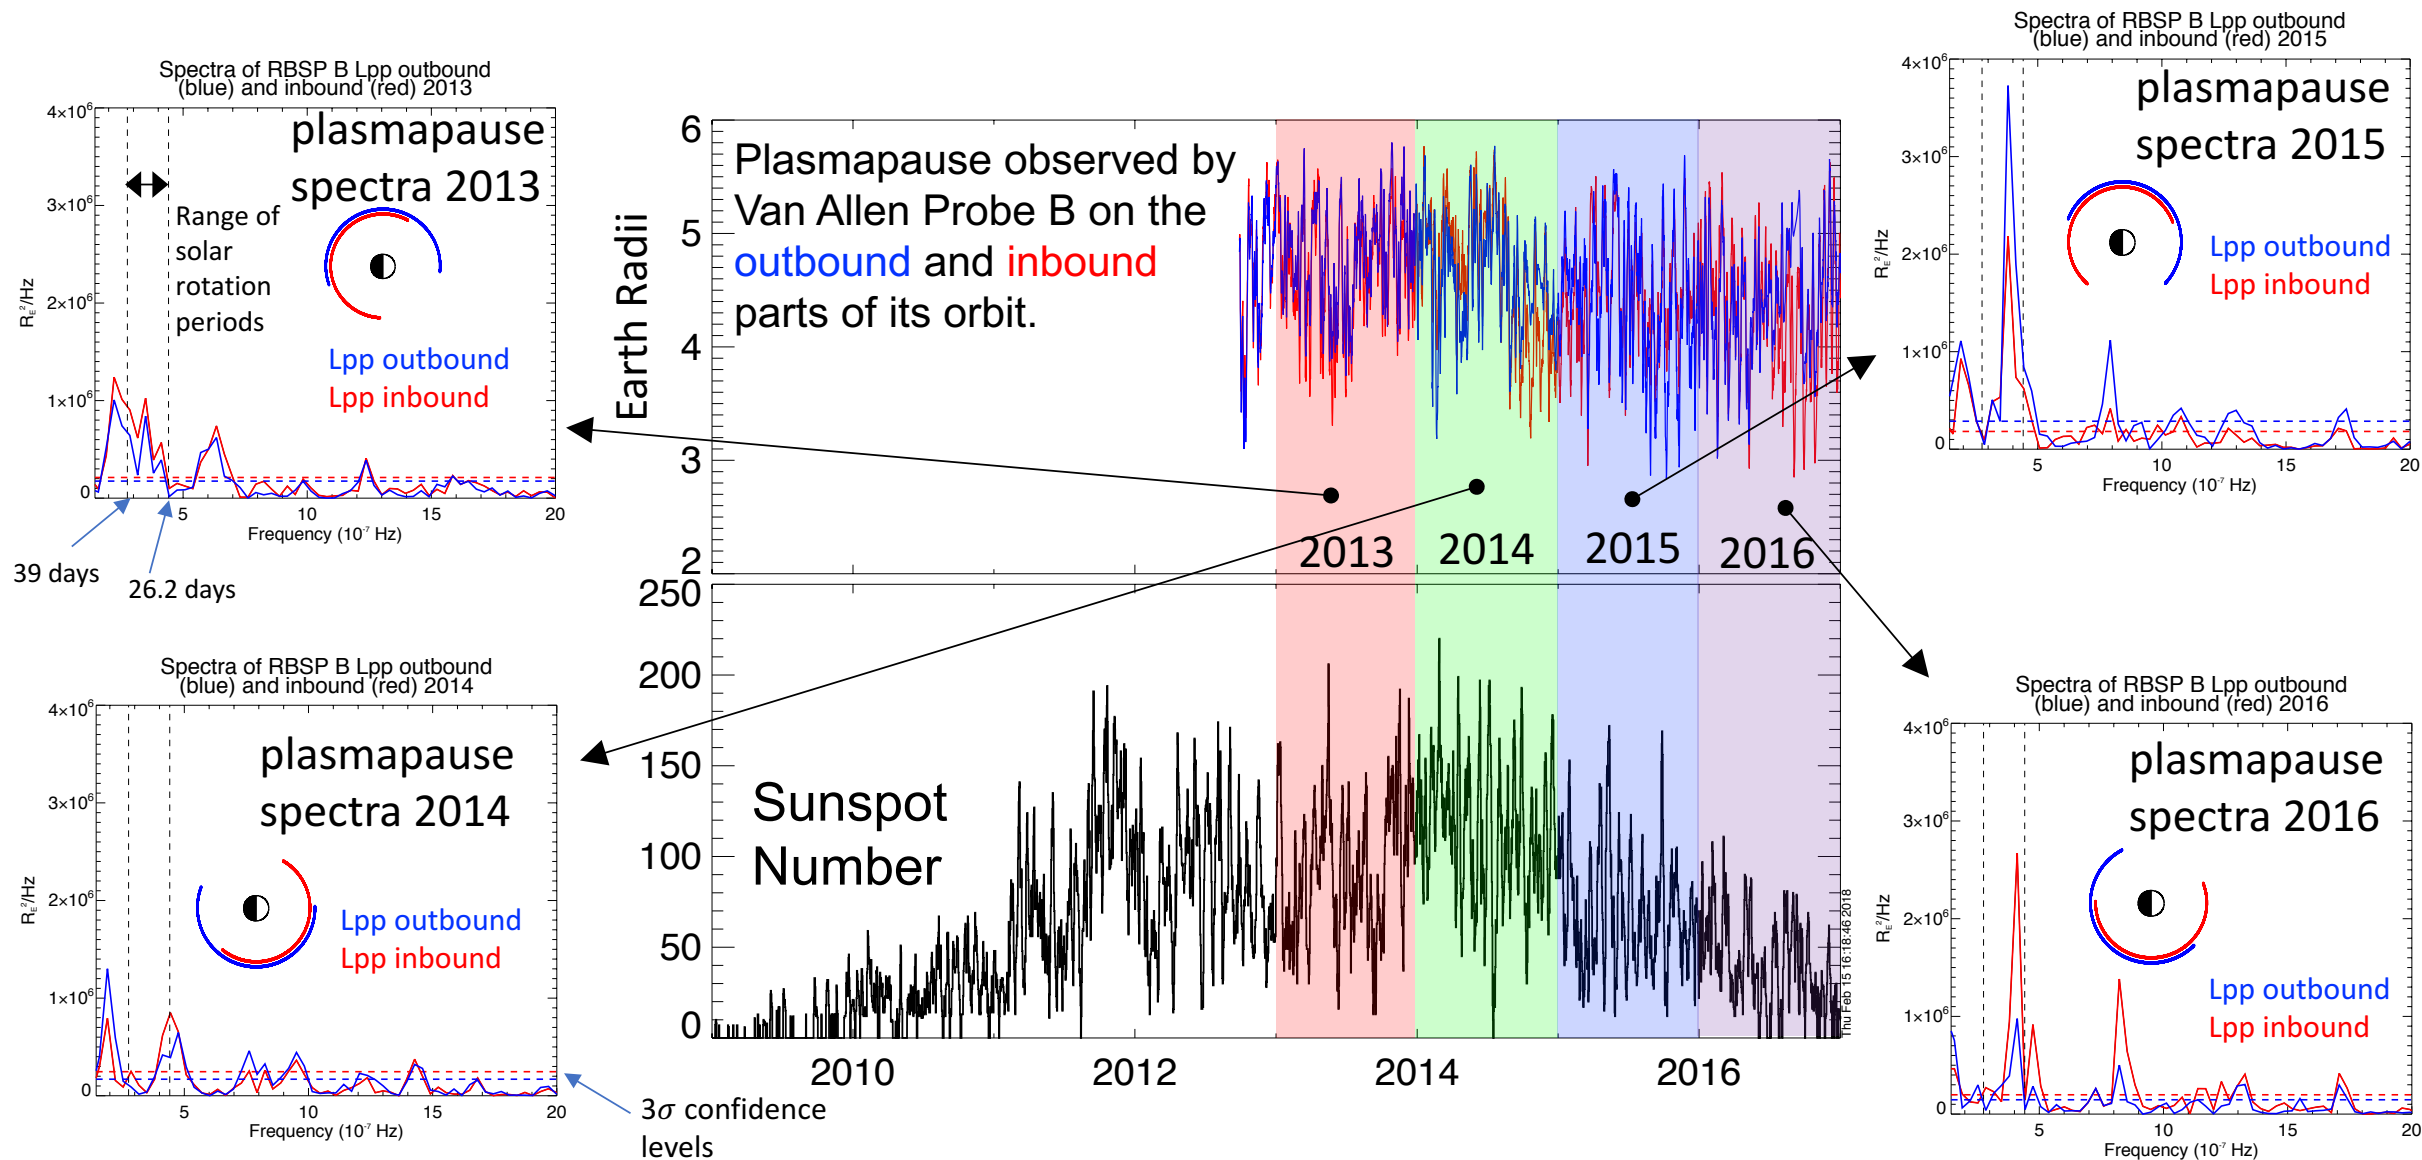 Spectra of RBSP B Lpp outbound
(blue) and inbound (red) 2013
4×10⁶
3×10⁶
2×10⁶
1×10⁶
0
R_E²/Hz
plasmapause
spectra 2013
Range of
solar
rotation
periods
Lpp outbound
Lpp inbound
5
10
15
20
Frequency (10⁻⁷ Hz)
39 days
26.2 days
Spectra of RBSP B Lpp outbound
(blue) and inbound (red) 2014
4×10⁶
3×10⁶
2×10⁶
1×10⁶
0
R_E²/Hz
plasmapause
spectra 2014
Lpp outbound
Lpp inbound
5
10
15
20
Frequency (10⁻⁷ Hz)
3σ confidence
levels
Earth Radii
6
5
4
3
2
Plasmapause observed by
Van Allen Probe B on the
outbound and inbound
parts of its orbit.
2013
2014
2015
2016
250
200
150
100
50
0
Sunspot
Number
2010
2012
2014
2016
Thu Feb 15 16:18:46 2018
Spectra of RBSP B Lpp outbound
(blue) and inbound (red) 2015
4×10⁶
3×10⁶
2×10⁶
1×10⁶
0
R_E²/Hz
plasmapause
spectra 2015
Lpp outbound
Lpp inbound
5
10
15
20
Frequency (10⁻⁷ Hz)
Spectra of RBSP B Lpp outbound
(blue) and inbound (red) 2016
4×10⁶
3×10⁶
2×10⁶
1×10⁶
0
R_E²/Hz
plasmapause
spectra 2016
Lpp outbound
Lpp inbound
5
10
15
20
Frequency (10⁻⁷ Hz)